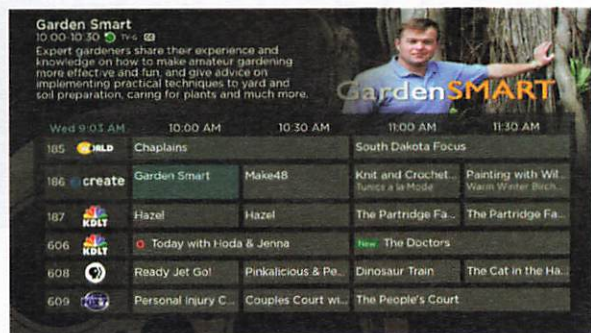 Garden Smart
10:00-10:30 TV-G CC
Expert gardeners share their experience and
knowledge on how to make amateur gardening
more effective and fun, and give advice on
implementing practical techniques to yard and
soil preparation, caring for plants and much more.
GardenSMART
Wed 9:03 AM 10:00 AM 10:30 AM 11:00 AM 11:30 AM
185 WORLD Chaplains South Dakota Focus
186 create Garden Smart Make48 Knit and Crochet... Painting with Wil...
Tunics a la Mode Warm Winter Birch...
187 KDLT Hazel Hazel The Partridge Fa... The Partridge Fa...
606 KDLT Today with Hoda & Jenna New The Doctors
608 Ready Jet Go! Pinkalicious & Pe... Dinosaur Train The Cat in the Ha...
609 Personal Injury C... Couples Court wi... The People's Court